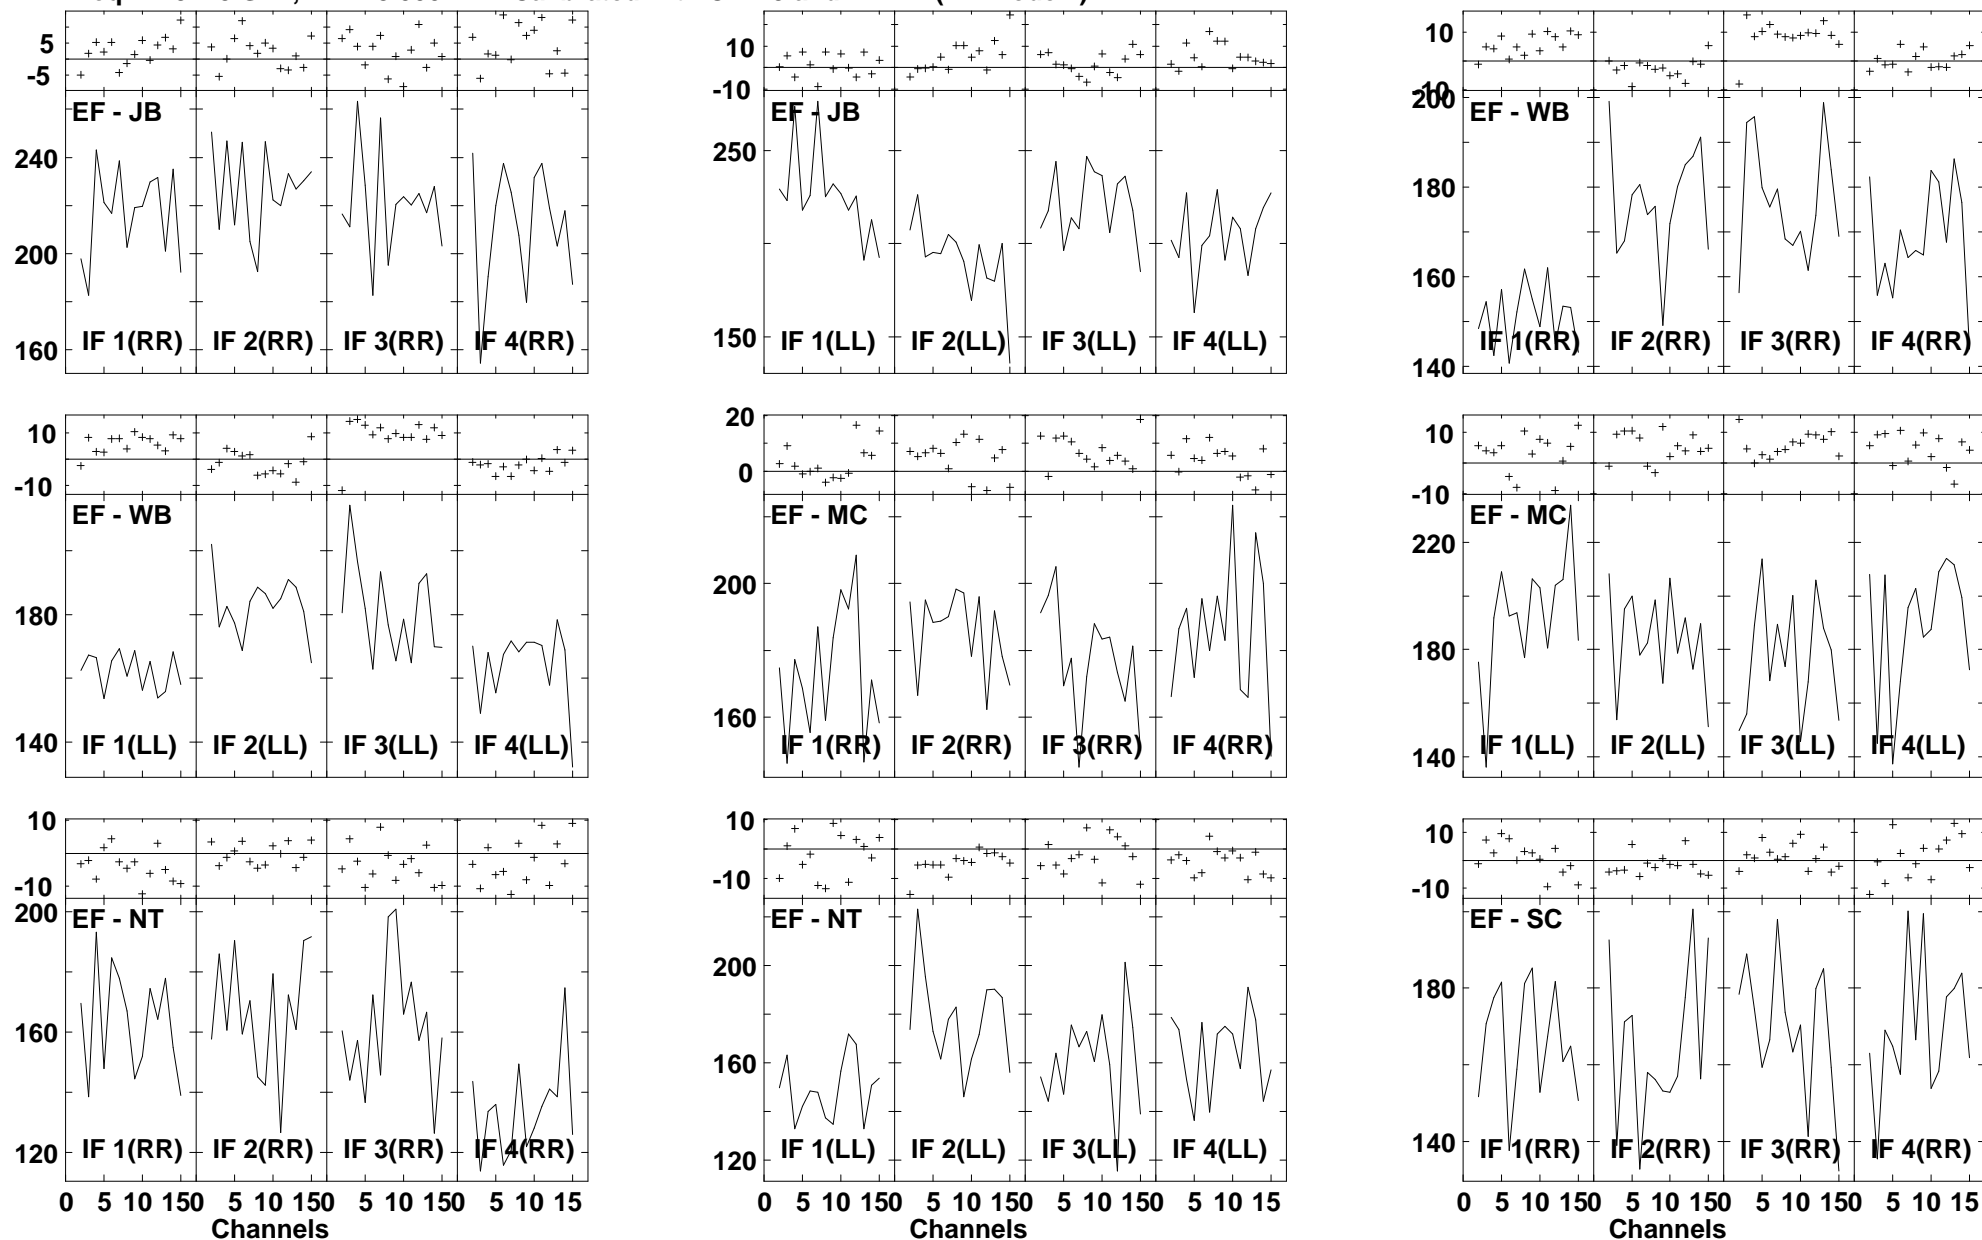 5 10 10
-5 -10 -10
EF - JB EF - JB EF - WB
200
240 250 180
200 160
160 150 140
IF 1(RR) IF 2(RR) IF 3(RR) IF 4(RR) IF 1(LL) IF 2(LL) IF 3(LL) IF 4(LL) IF 1(RR) IF 2(RR) IF 3(RR) IF 4(RR)
10 20 10
-10 0 -10
EF - WB EF - MC EF - MC
180 200 220
180
140 160 140
IF 1(LL) IF 2(LL) IF 3(LL) IF 4(LL) IF 1(RR) IF 2(RR) IF 3(RR) IF 4(RR) IF 1(LL) IF 2(LL) IF 3(LL) IF 4(LL)
10 10 10
-10 -10 -10
EF - NT EF - NT EF - SC
200 200 180
160 160
120 120 140
IF 1(RR) IF 2(RR) IF 3(RR) IF 4(RR) IF 1(LL) IF 2(LL) IF 3(LL) IF 4(LL) IF 1(RR) IF 2(RR) IF 3(RR) IF 4(RR)
0 5 10 150 5 10 150 5 10 150 5 10 15 0 5 10 150 5 10 150 5 10 150 5 10 15 0 5 10 150 5 10 150 5 10 150 5 10 15
Channels Channels Channels